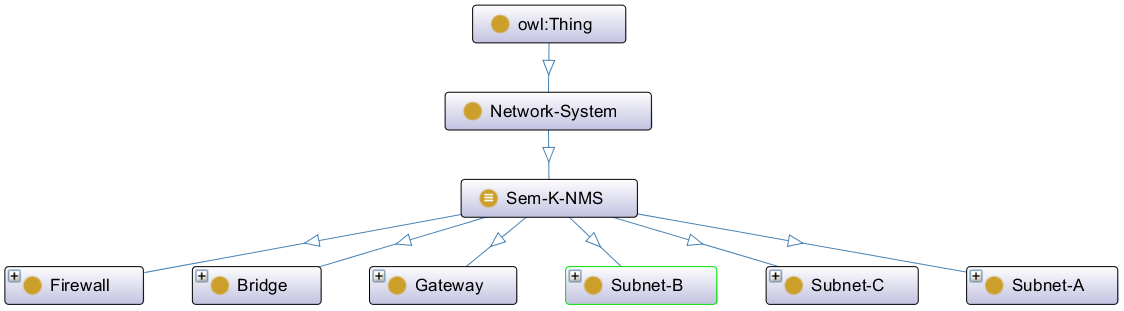 owl:Thing
Network-System
Sem-K-NMS
Firewall
Bridge
Gateway
Subnet-B
Subnet-C
Subnet-A